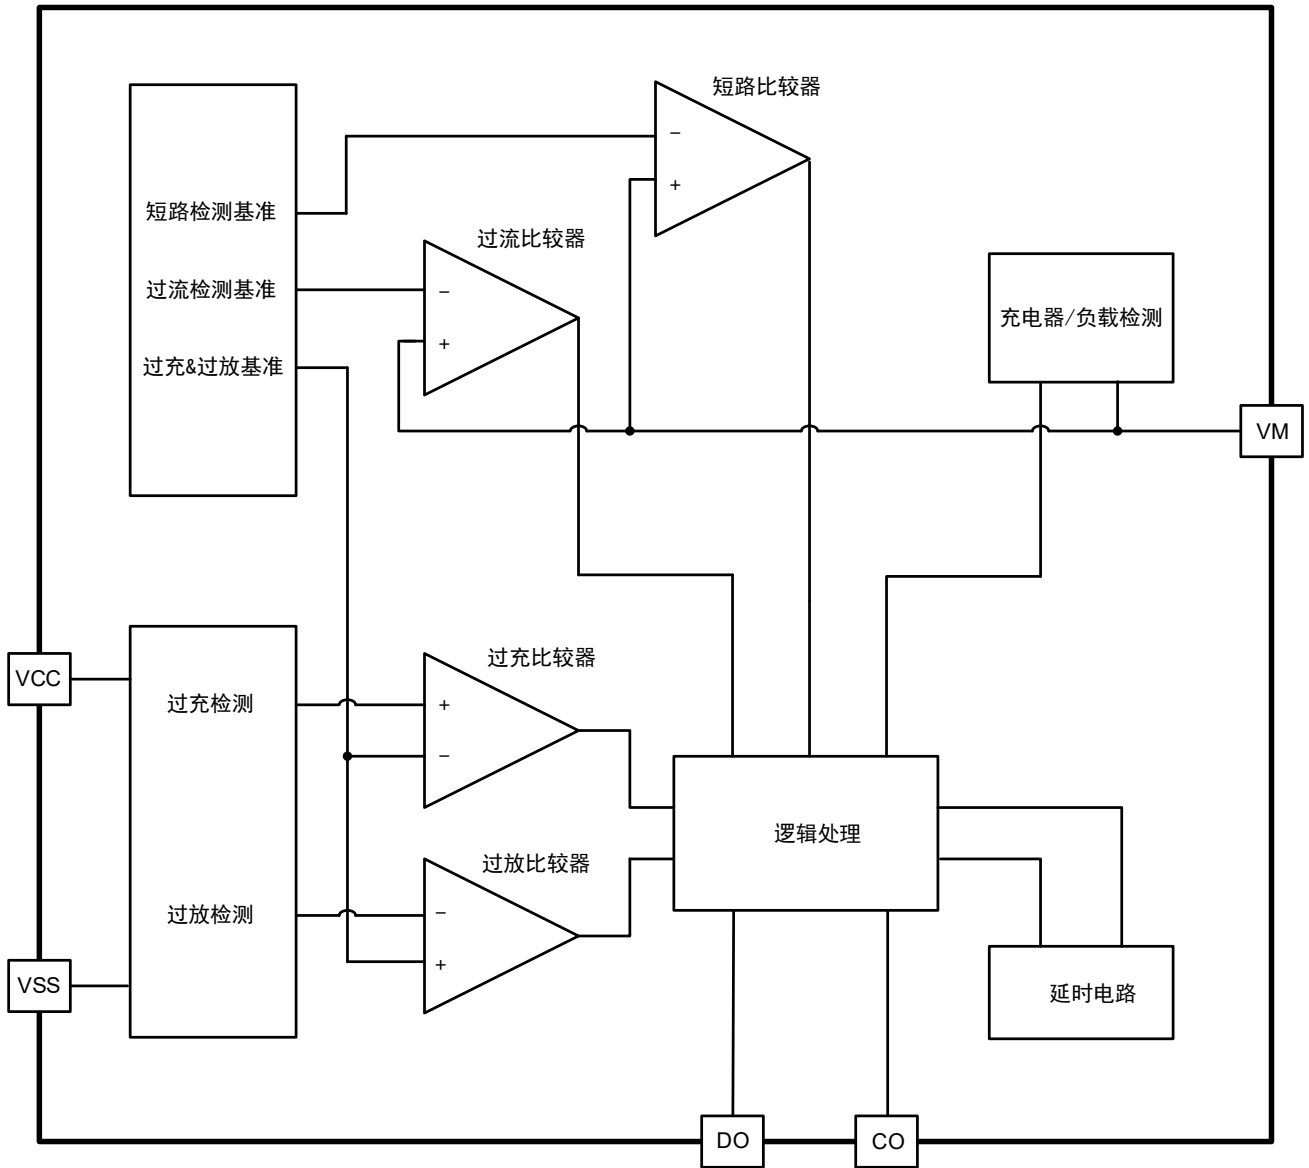 短路比较器
−
+
短路检测基准
过流比较器
过流检测基准
−
+
过充&过放基准
充电器/负载检测
VM
过充比较器
VCC
过充检测
+
−
逻辑处理
过放比较器
过放检测
−
+
VSS
延时电路
DO
CO